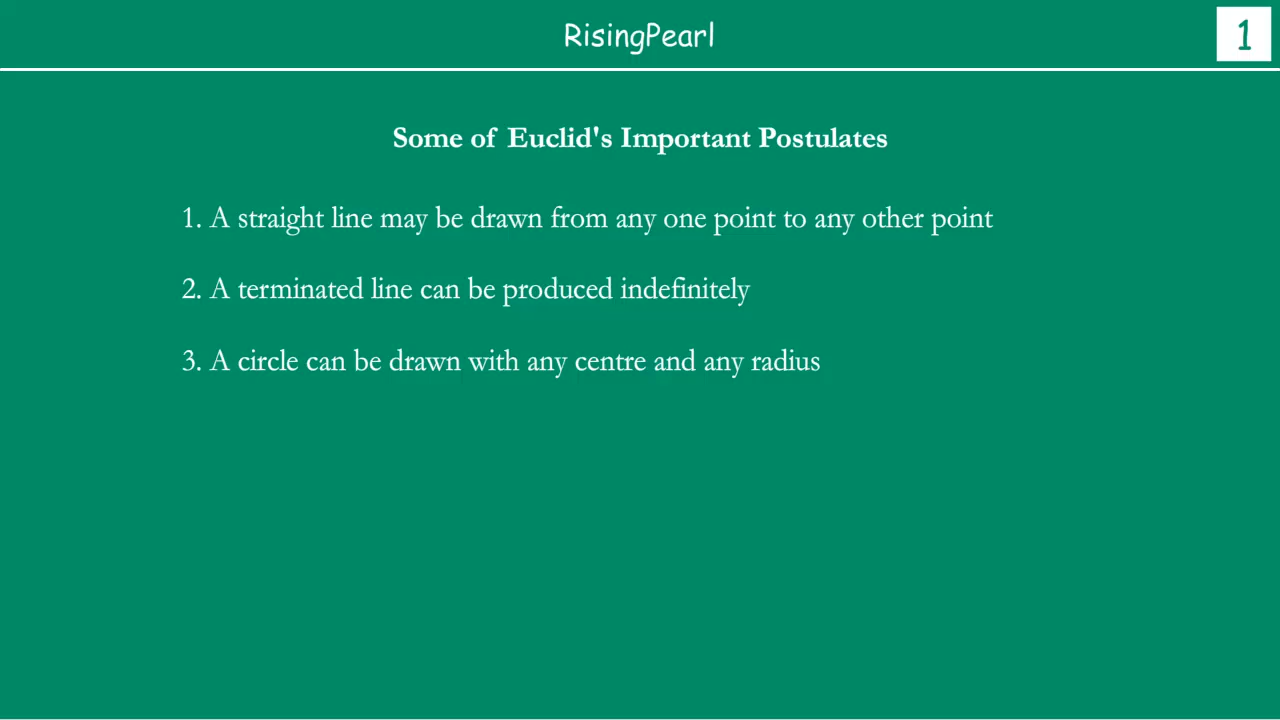 RisingPearl
1
Some of Euclid's Important Postulates
1. A straight line may be drawn from any one point to any other point
2. A terminated line can be produced indefinitely
3. A circle can be drawn with any centre and any radius